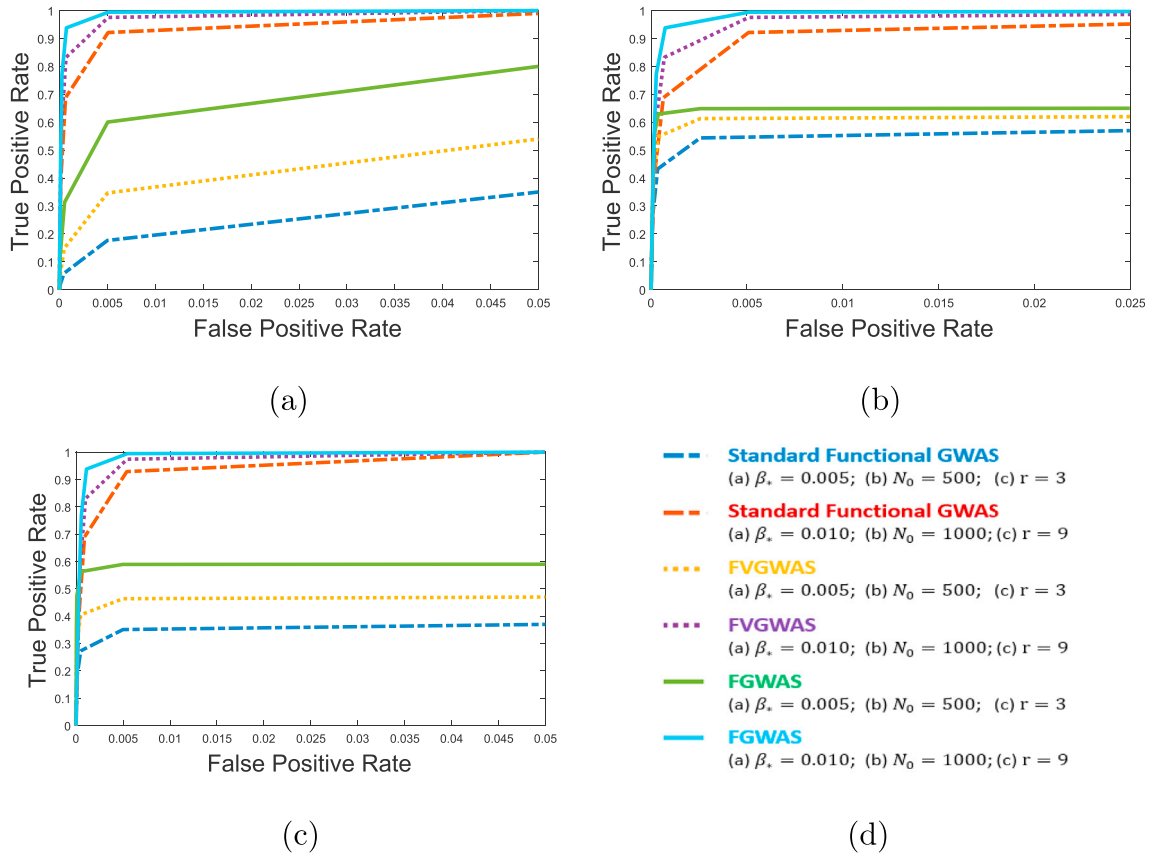 1
0.9
0.8
0.7
0.6
0.5
0.4
0.3
0.2
0.1
0
True Positive Rate
0 0.005 0.01 0.015 0.02 0.025 0.03 0.035 0.04 0.045 0.05
False Positive Rate
(a)
1
0.9
0.8
0.7
0.6
0.5
0.4
0.3
0.2
0.1
0
True Positive Rate
0 0.005 0.01 0.015 0.02 0.025
False Positive Rate
(b)
1
0.9
0.8
0.7
0.6
0.5
0.4
0.3
0.2
0.1
0
True Positive Rate
0 0.005 0.01 0.015 0.02 0.025 0.03 0.035 0.04 0.045 0.05
False Positive Rate
(c)
Standard Functional GWAS
(a) β* = 0.005; (b) N₀ = 500; (c) r = 3
Standard Functional GWAS
(a) β* = 0.010; (b) N₀ = 1000; (c) r = 9
FVGWAS
(a) β* = 0.005; (b) N₀ = 500; (c) r = 3
FVGWAS
(a) β* = 0.010; (b) N₀ = 1000; (c) r = 9
FGWAS
(a) β* = 0.005; (b) N₀ = 500; (c) r = 3
FGWAS
(a) β* = 0.010; (b) N₀ = 1000; (c) r = 9
(d)